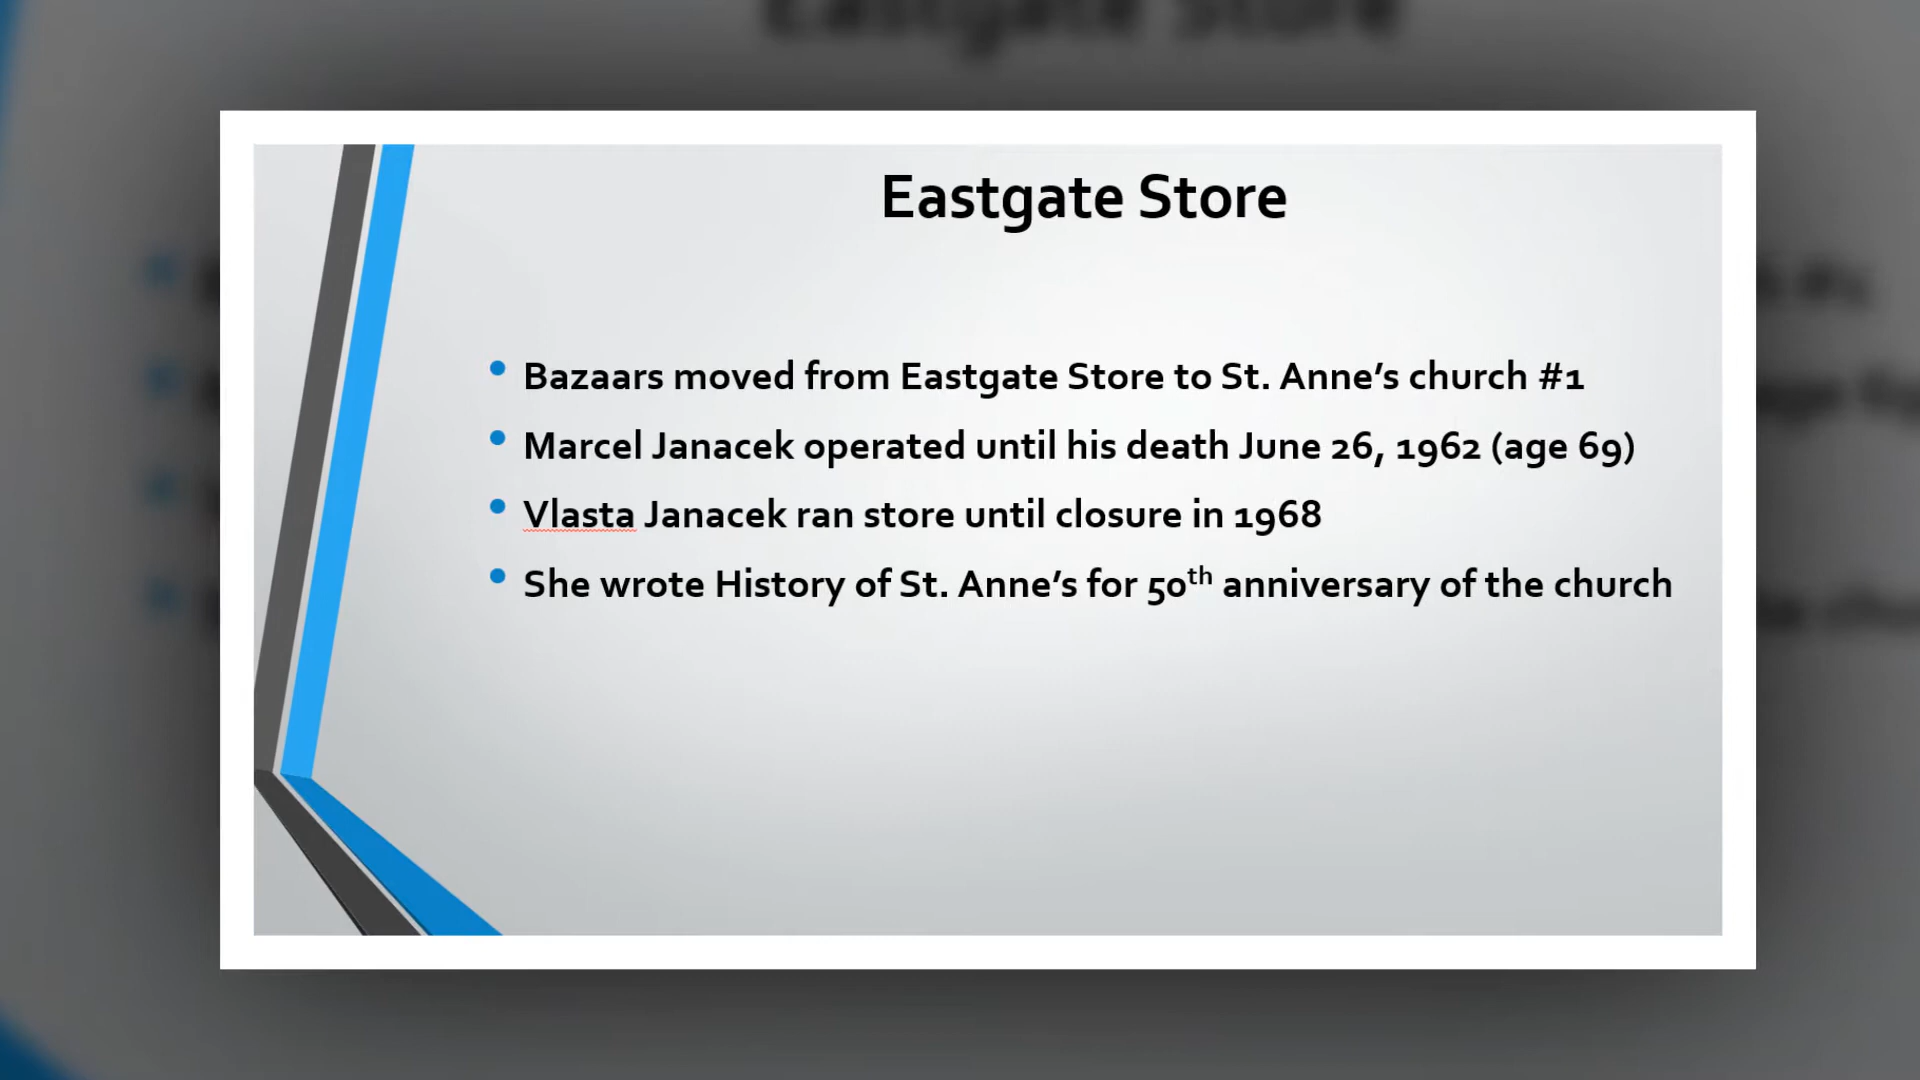 Eastgate Store
• Bazaars moved from Eastgate Store to St. Anne’s church #1
• Marcel Janacek operated until his death June 26, 1962 (age 69)
• Vlasta Janacek ran store until closure in 1968
• She wrote History of St. Anne’s for 50th anniversary of the church